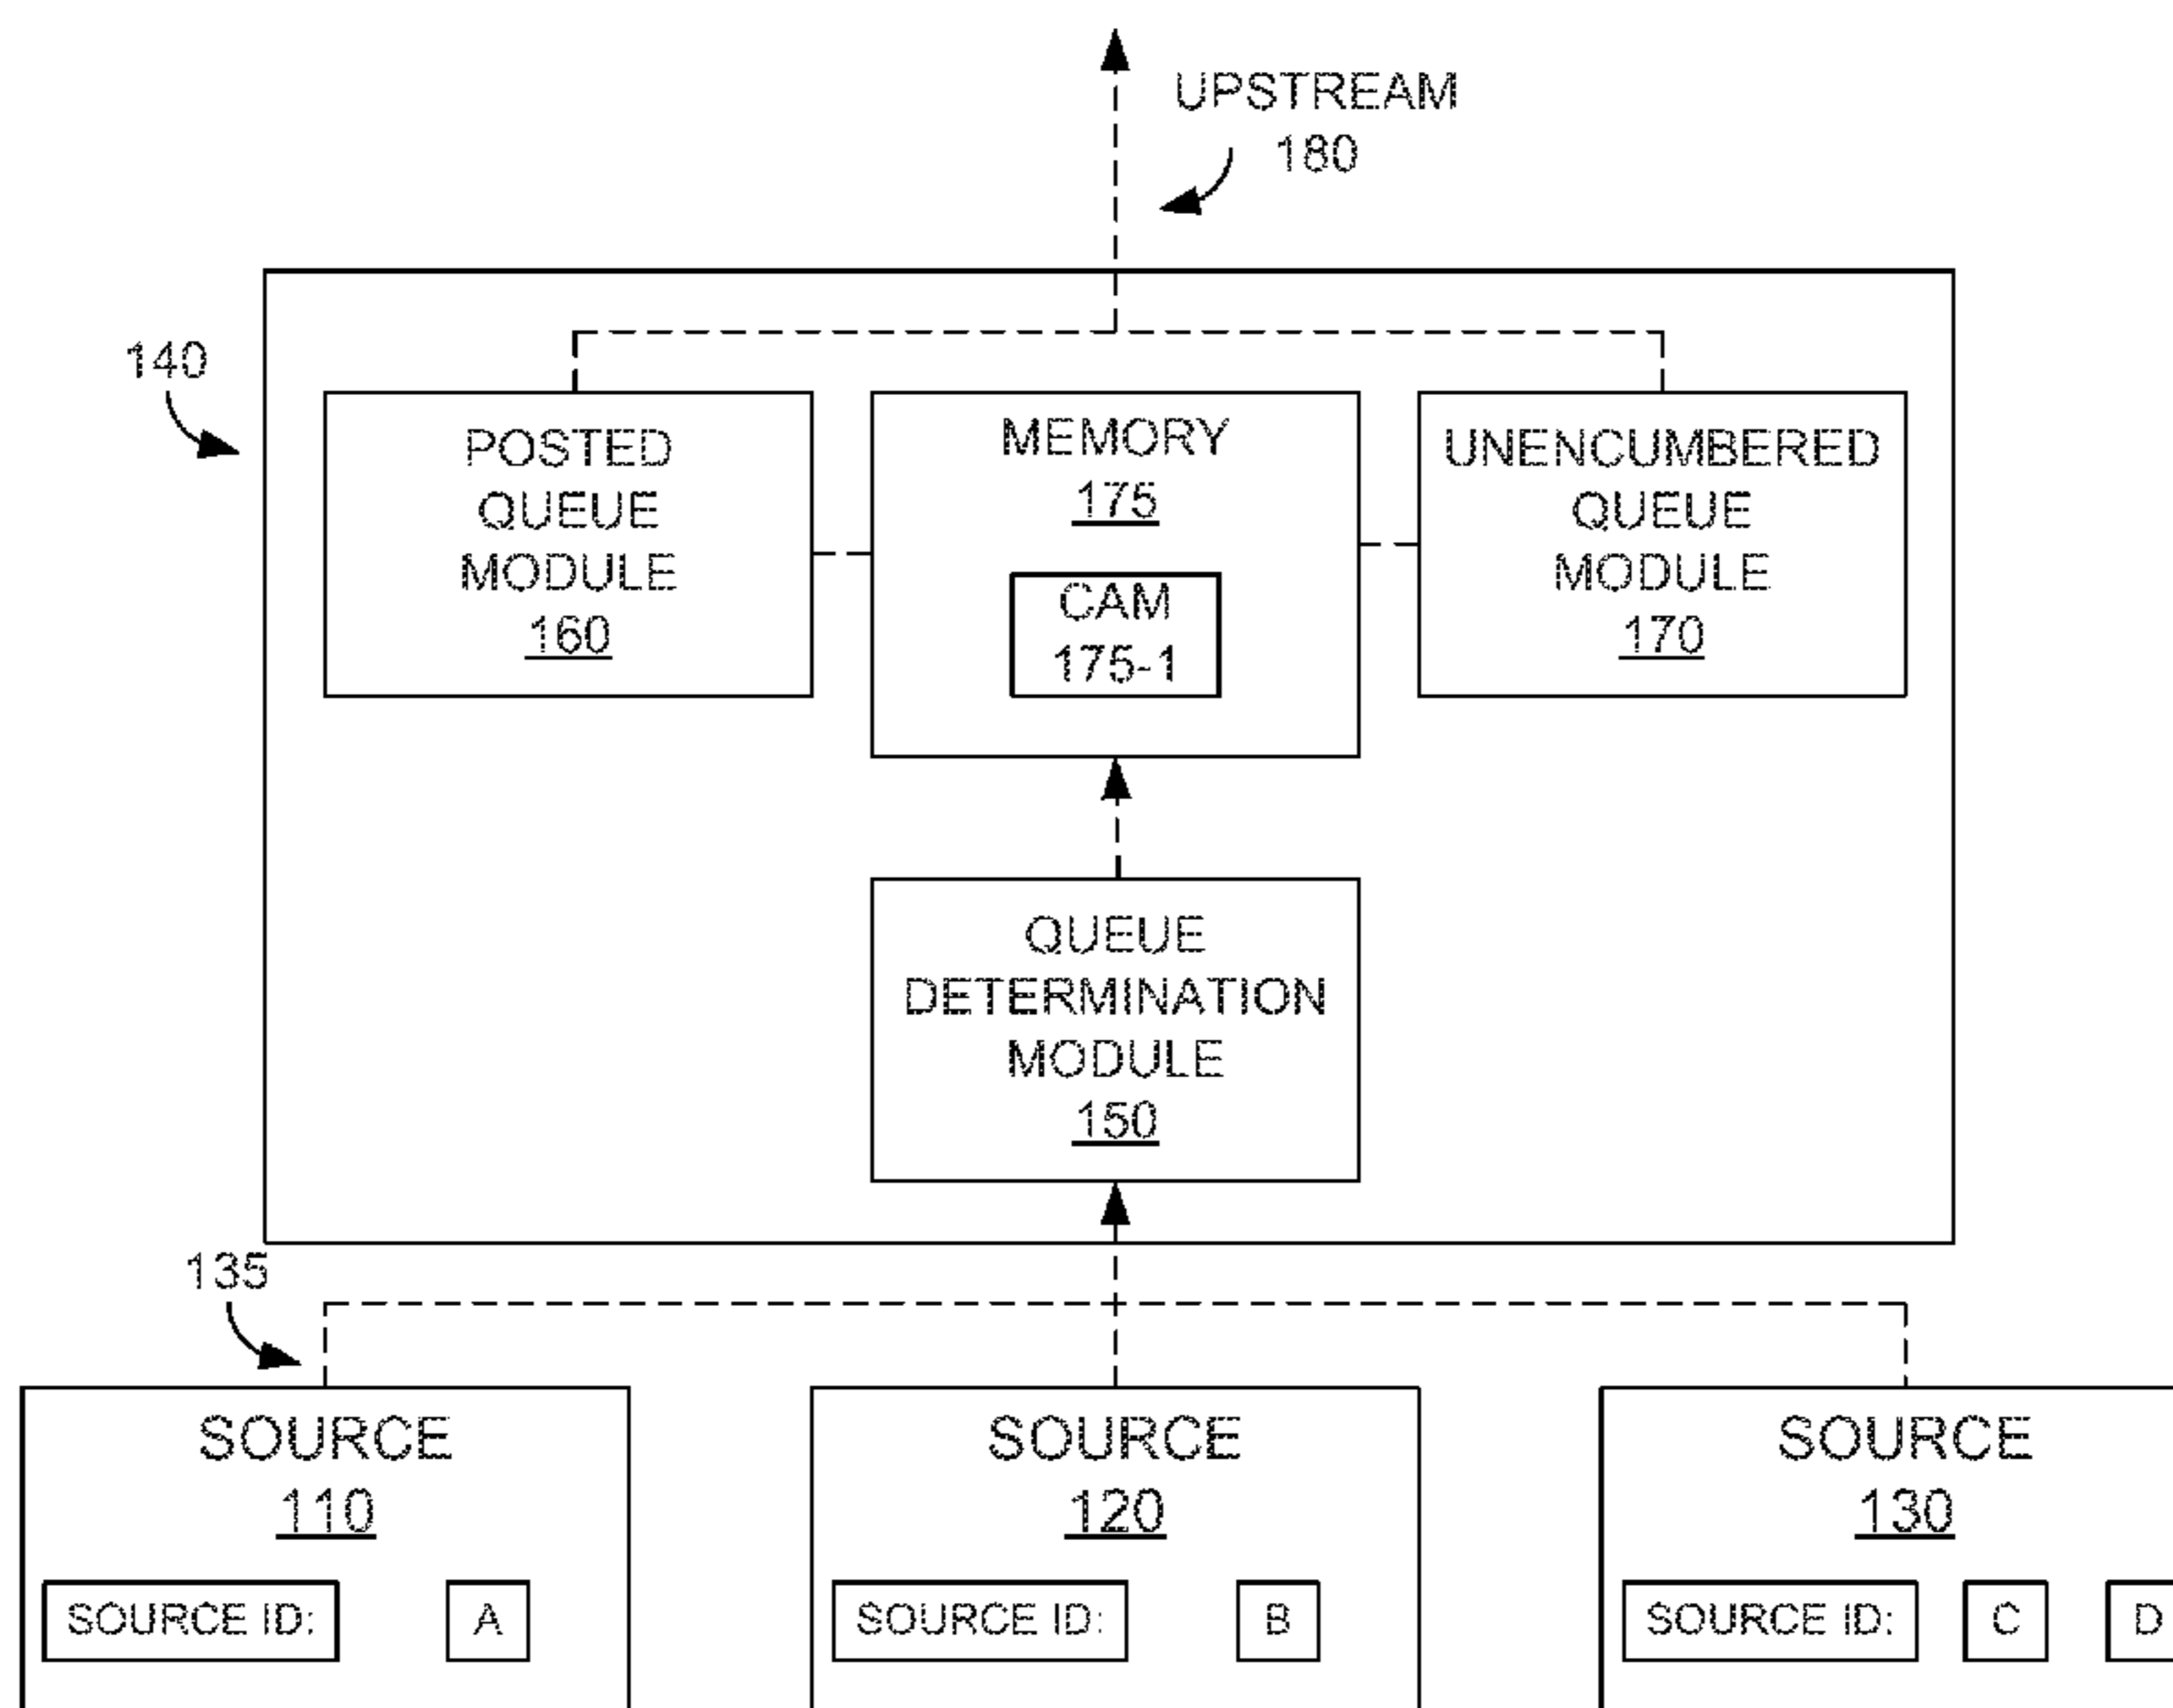 UPSTREAM
180
140
POSTED
QUEUE
MODULE
160
MEMORY
175
CAM
175-1
UNENCUMBERED
QUEUE
MODULE
170
QUEUE
DETERMINATION
MODULE
150
135
SOURCE
110
SOURCE ID: A
SOURCE
120
SOURCE ID: B
SOURCE
130
SOURCE ID: C D